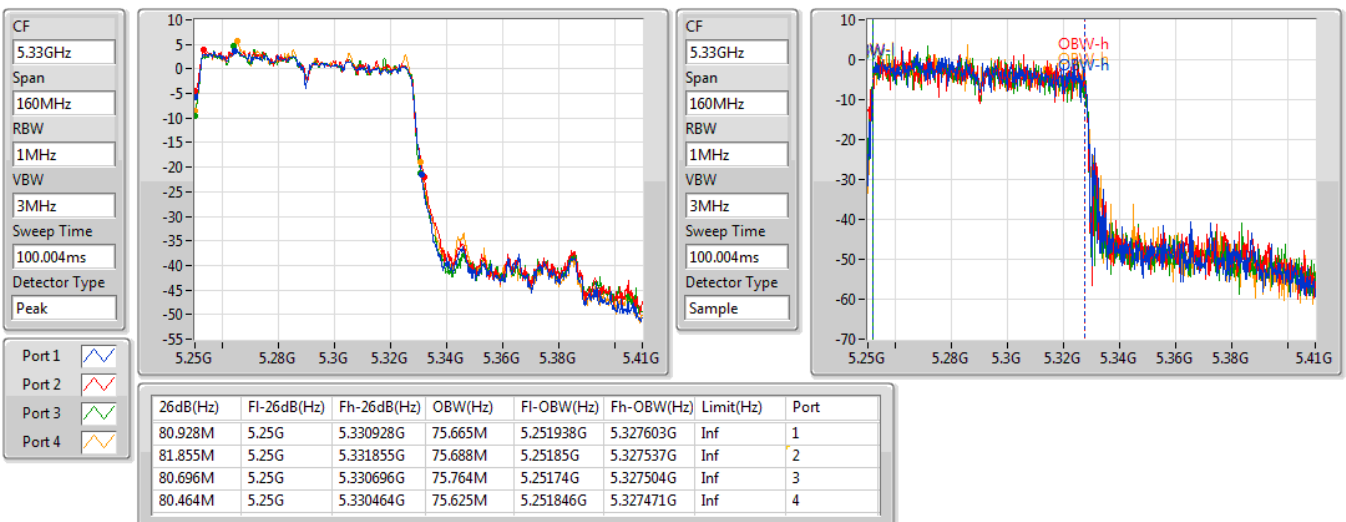 CF
5.33GHz
Span
160MHz
RBW
1MHz
VBW
3MHz
Sweep Time
100.004ms
Detector Type
Peak
Port 1
Port 2
Port 3
Port 4
10
5
0
-5
-10
-15
-20
-25
-30
-35
-40
-45
-50
-55
5.25G 5.28G 5.3G 5.32G 5.34G 5.36G 5.38G 5.41G
CF
5.33GHz
Span
160MHz
RBW
1MHz
VBW
3MHz
Sweep Time
100.004ms
Detector Type
Sample
10
0
-10
-20
-30
-40
-50
-60
-70
OBW-h
OBW-h
5.25G 5.28G 5.3G 5.32G 5.34G 5.36G 5.38G 5.41G
26dB(Hz) Fl-26dB(Hz) Fh-26dB(Hz) OBW(Hz) Fl-OBW(Hz) Fh-OBW(Hz) Limit(Hz) Port
80.928M 5.25G 5.330928G 75.665M 5.251938G 5.327603G Inf 1
81.855M 5.25G 5.331855G 75.688M 5.25185G 5.327537G Inf 2
80.696M 5.25G 5.330696G 75.764M 5.25174G 5.327504G Inf 3
80.464M 5.25G 5.330464G 75.625M 5.251846G 5.327471G Inf 4